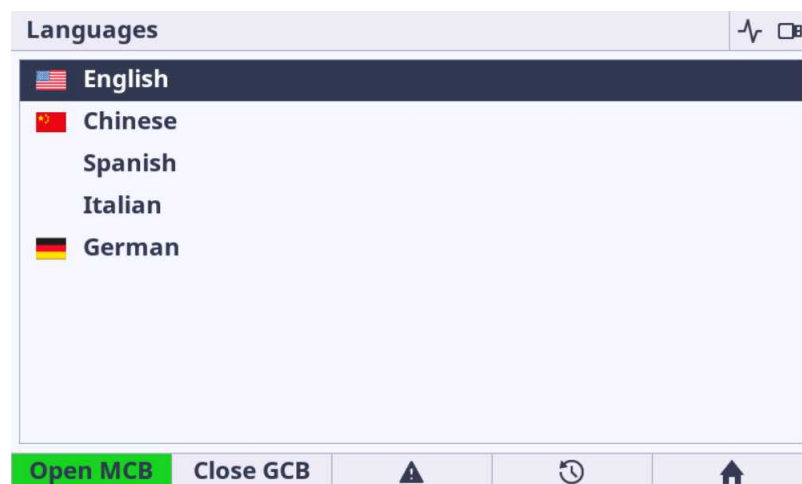 Languages
English
Chinese
Spanish
Italian
German
Open MCB Close GCB